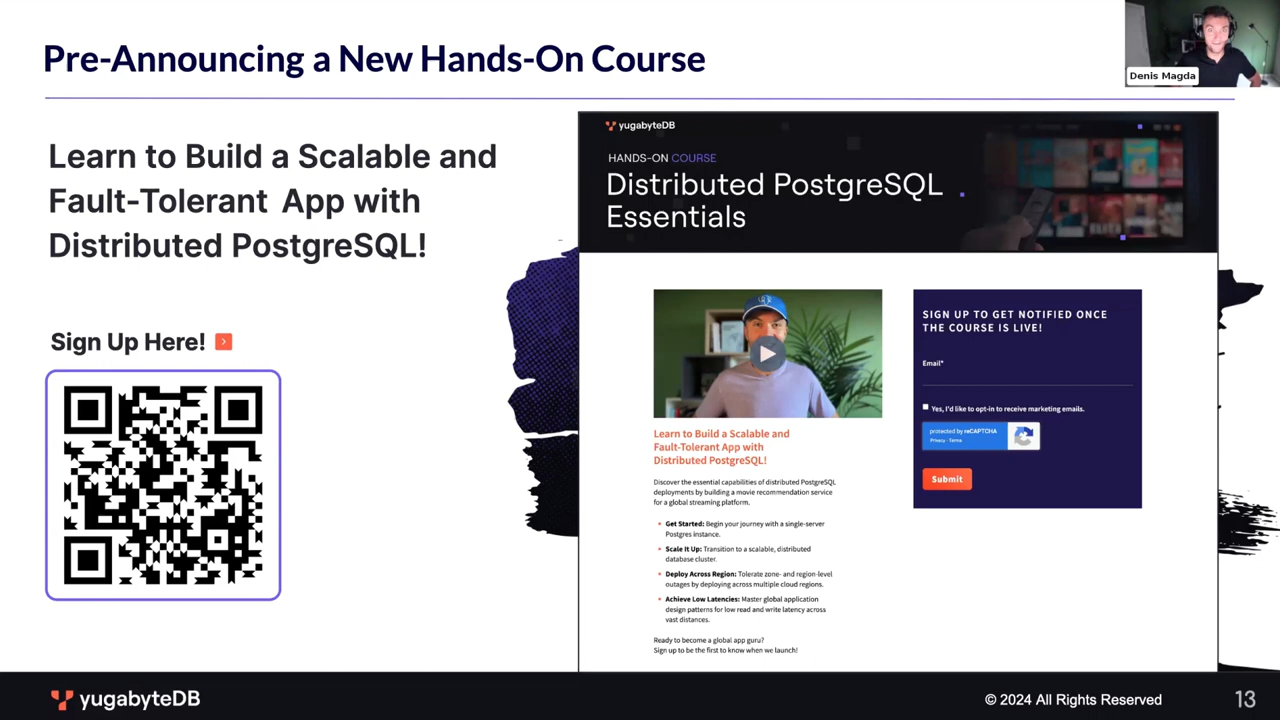 Pre-Announcing a New Hands-On Course
Denis Magda
Learn to Build a Scalable and
Fault-Tolerant App with
Distributed PostgreSQL!
Sign Up Here!
yugabyteDB
HANDS-ON COURSE
Distributed PostgreSQL
Essentials
Learn to Build a Scalable and
Fault-Tolerant App with
Distributed PostgreSQL!
Discover the essential capabilities of distributed PostgreSQL
deployments by building a movie recommendation service
for a global streaming platform.
Get Started: Begin your journey with a single-server
Postgres instance.
Scale It Up: Transition to a scalable, distributed
database cluster.
Deploy Across Region: Tolerate zone- and region-level
outages by deploying across multiple cloud regions.
Achieve Low Latencies: Master global application
design patterns for low read and write latency across
vast distances.
Ready to become a global app guru?
Sign up to be the first to know when we launch!
SIGN UP TO GET NOTIFIED ONCE
THE COURSE IS LIVE!
Email*
Yes, I'd like to opt-in to receive marketing emails.
protected by reCAPTCHA
Privacy - Terms
Submit
yugabyteDB
© 2024 All Rights Reserved
13